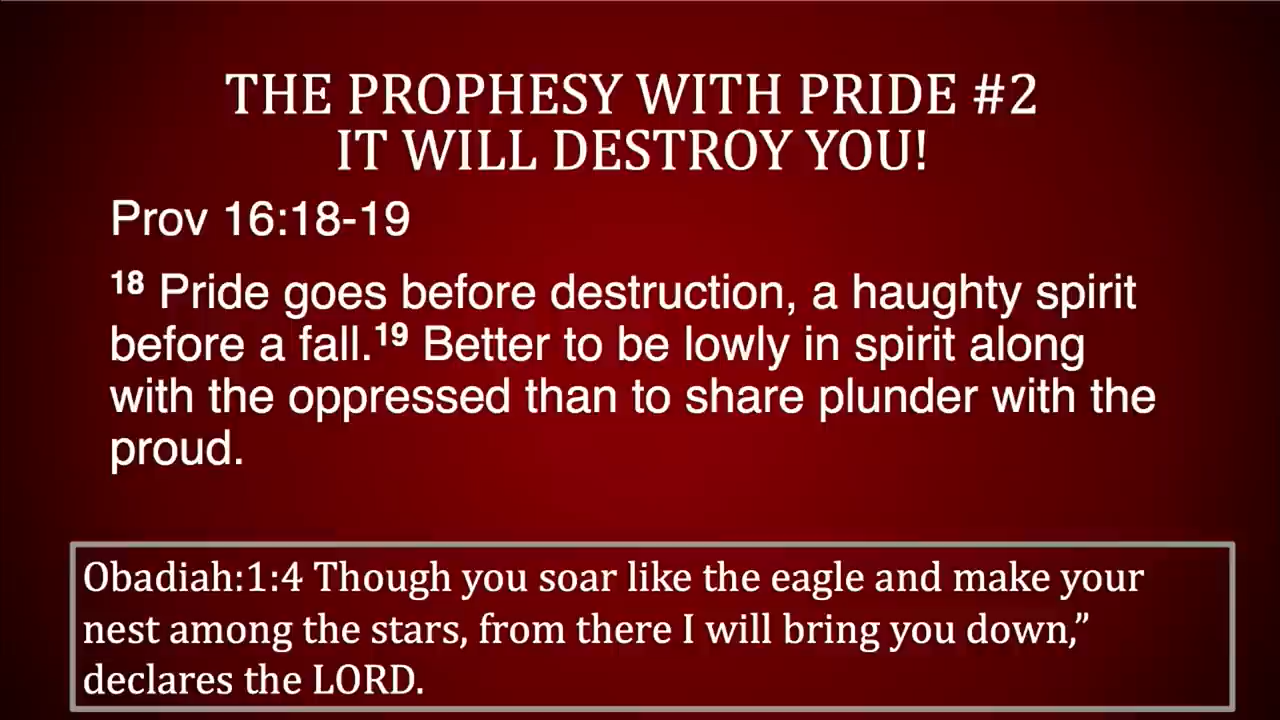 THE PROPHESY WITH PRIDE #2
IT WILL DESTROY YOU!
Prov 16:18-19
18 Pride goes before destruction, a haughty spirit
before a fall.19 Better to be lowly in spirit along
with the oppressed than to share plunder with the
proud.
Obadiah:1:4 Though you soar like the eagle and make your
nest among the stars, from there I will bring you down,”
declares the LORD.